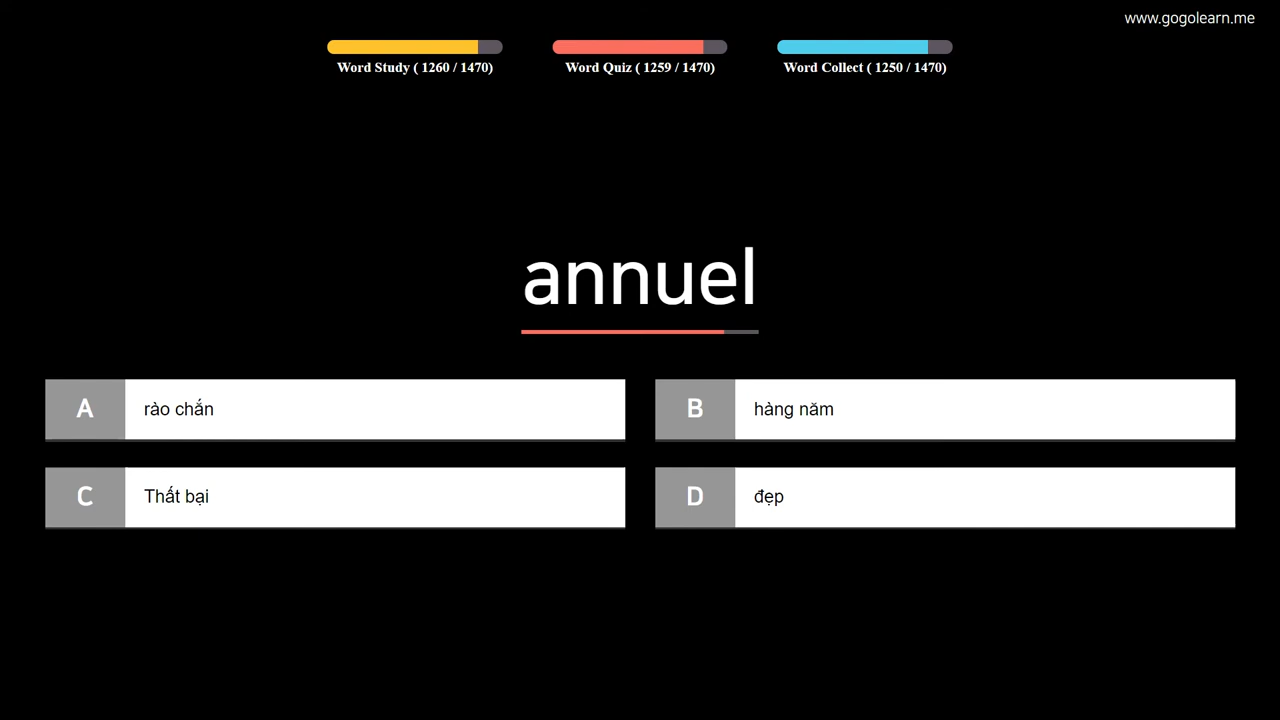 www.gogolearn.me
Word Study ( 1260 / 1470)
Word Quiz ( 1259 / 1470)
Word Collect ( 1250 / 1470)
annuel
A rào chắn
B hàng năm
C Thất bại
D đẹp